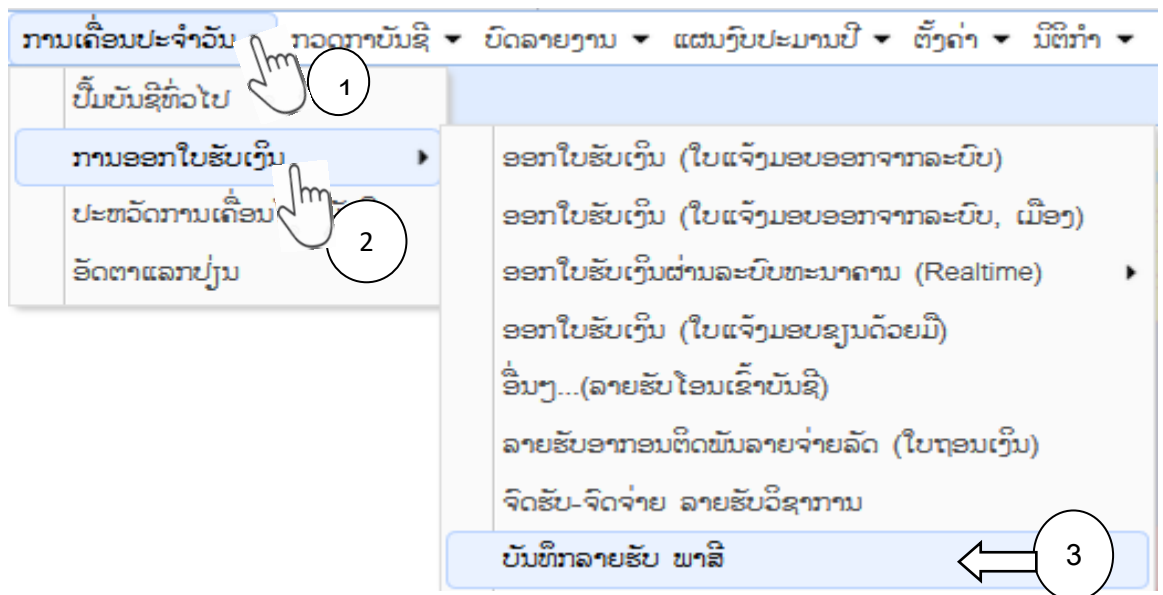 ການເຄື່ອນປະຈຳວັນ ກວດກາບັນຊີ ບົດລາຍງານ ແຜນງົບປະມານປີ ຕັ້ງຄ່າ ນິຕິກຳ
1
ປຶ້ມບັນຊີທົ່ວໄປ
ການອອກໃບຮັບເງິນ
ປະຫວັດການເຄື່ອນ
2
ອັດຕາແລກປ່ຽນ
ອອກໃບຮັບເງິນ (ໃບແຈ້ງມອບອອກຈາກລະບົບ)
ອອກໃບຮັບເງິນ (ໃບແຈ້ງມອບອອກຈາກລະບົບ, ເມືອງ)
ອອກໃບຮັບເງິນຜ່ານລະບົບທະນາຄານ (Realtime)
ອອກໃບຮັບເງິນ (ໃບແຈ້ງມອບຂຽນດ້ວຍມື)
ອື່ນໆ...(ລາຍຮັບໂອນເຂົ້າບັນຊີ)
ລາຍຮັບອາກອນຕິດພັນລາຍຈ່າຍລັດ (ໃບຖອນເງິນ)
ຈົດຮັບ-ຈົດຈ່າຍ ລາຍຮັບວິຊາການ
ບັນທຶກລາຍຮັບ ພາສີ
3